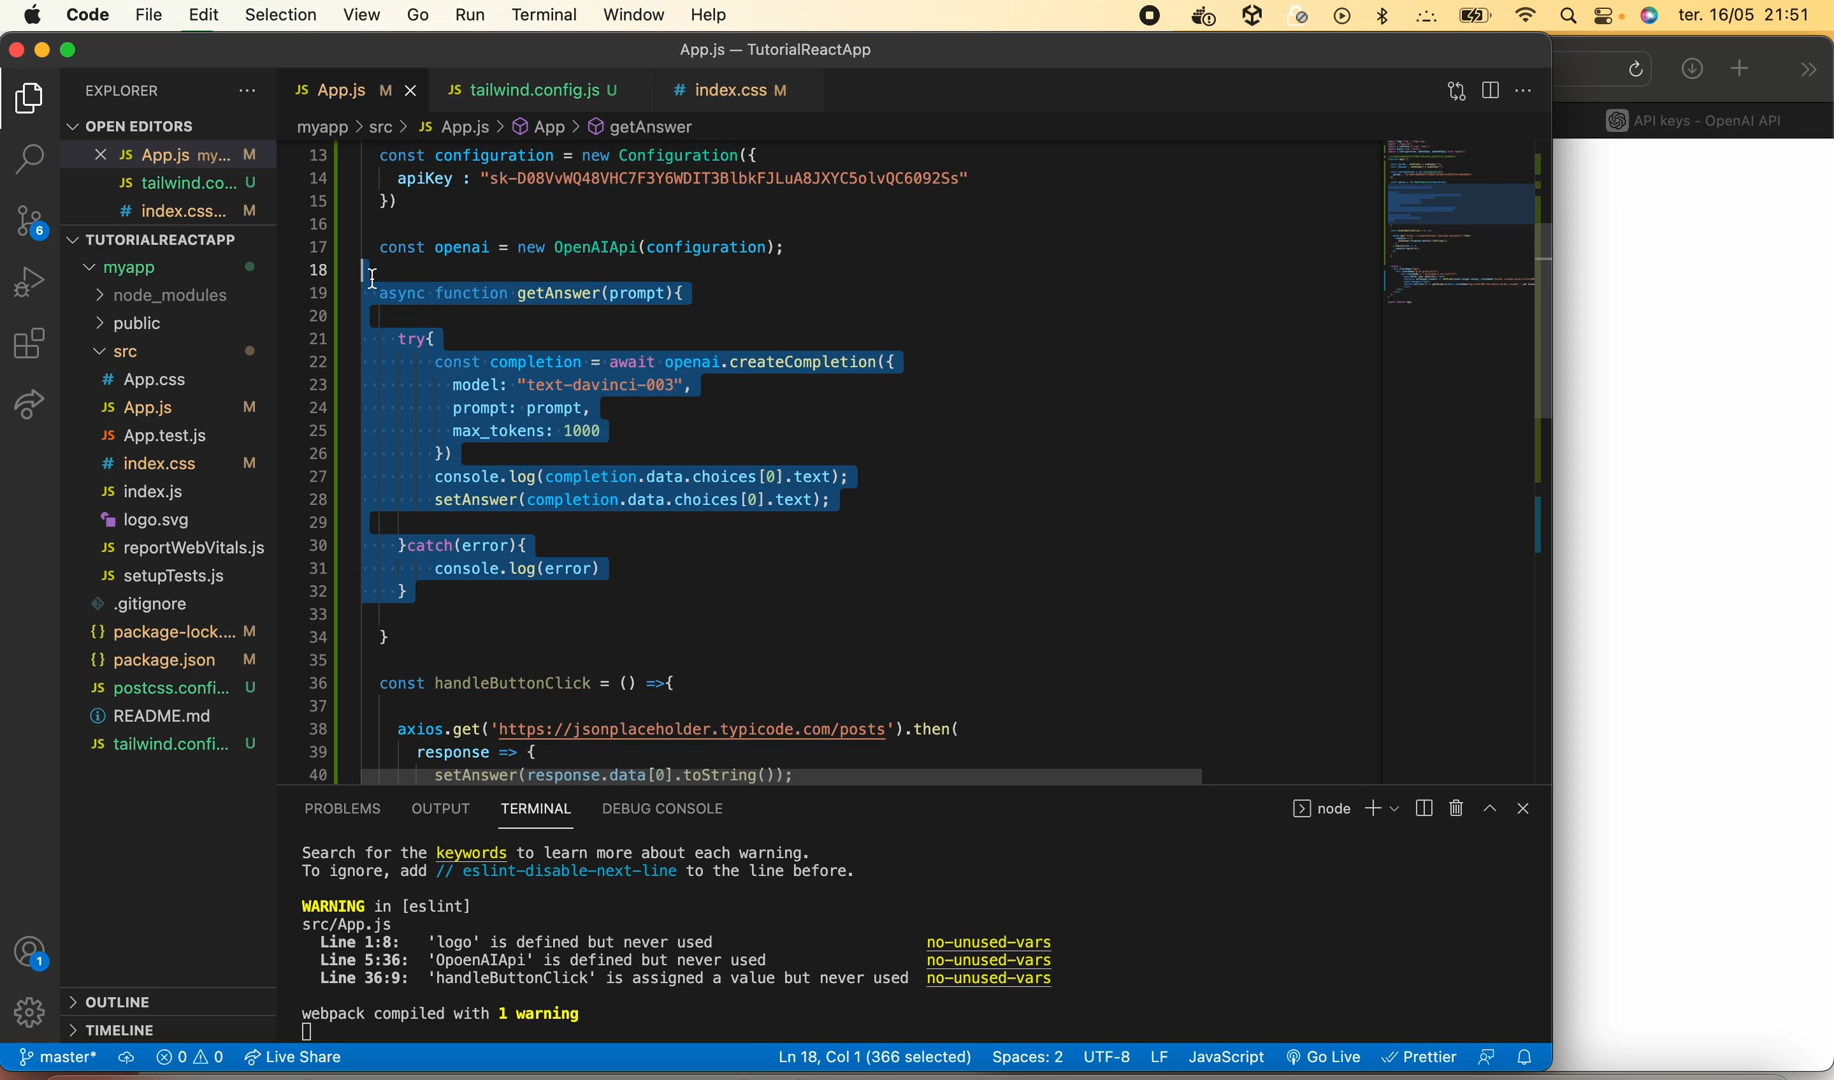 Code File Edit Selection View Go Run Terminal Window Help ter. 16/05 21:51
App.js — TutorialReactApp
EXPLORER
JS App.js M
JS tailwind.config.js U
# index.css M
API keys - OpenAI API
OPEN EDITORS
JS App.js my... M
JS tailwind.co... U
# index.css... M
TUTORIALREACTAPP
myapp
node_modules
public
src
# App.css
JS App.js M
JS App.test.js
# index.css M
JS index.js
logo.svg
JS reportWebVitals.js
JS setupTests.js
.gitignore
{} package-lock.... M
{} package.json M
JS postcss.confi... U
README.md
JS tailwind.confi... U
OUTLINE
TIMELINE
6
1
myapp > src > JS App.js > App > getAnswer
13 const configuration = new Configuration({
14 apiKey : "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"
15 })
16
17 const openai = new OpenAIApi(configuration);
18
19 async function getAnswer(prompt){
20
21 try{
22 const completion = await openai.createCompletion({
23 model: "text-davinci-003",
24 prompt: prompt,
25 max_tokens: 1000
26 })
27 console.log(completion.data.choices[0].text);
28 setAnswer(completion.data.choices[0].text);
29
30 }catch(error){
31 console.log(error)
32 }
33
34 }
35
36 const handleButtonClick = () =>{
37
38 axios.get('https://jsonplaceholder.typicode.com/posts').then(
39 response => {
40 setAnswer(response.data[0].toString());
PROBLEMS OUTPUT TERMINAL DEBUG CONSOLE
node
Search for the keywords to learn more about each warning.
To ignore, add // eslint-disable-next-line to the line before.
WARNING in [eslint]
src/App.js
Line 1:8: 'logo' is defined but never used no-unused-vars
Line 5:36: 'OpoenAIApi' is defined but never used no-unused-vars
Line 36:9: 'handleButtonClick' is assigned a value but never used no-unused-vars
webpack compiled with 1 warning
master* 0 0 Live Share Ln 18, Col 1 (366 selected) Spaces: 2 UTF-8 LF JavaScript Go Live Prettier